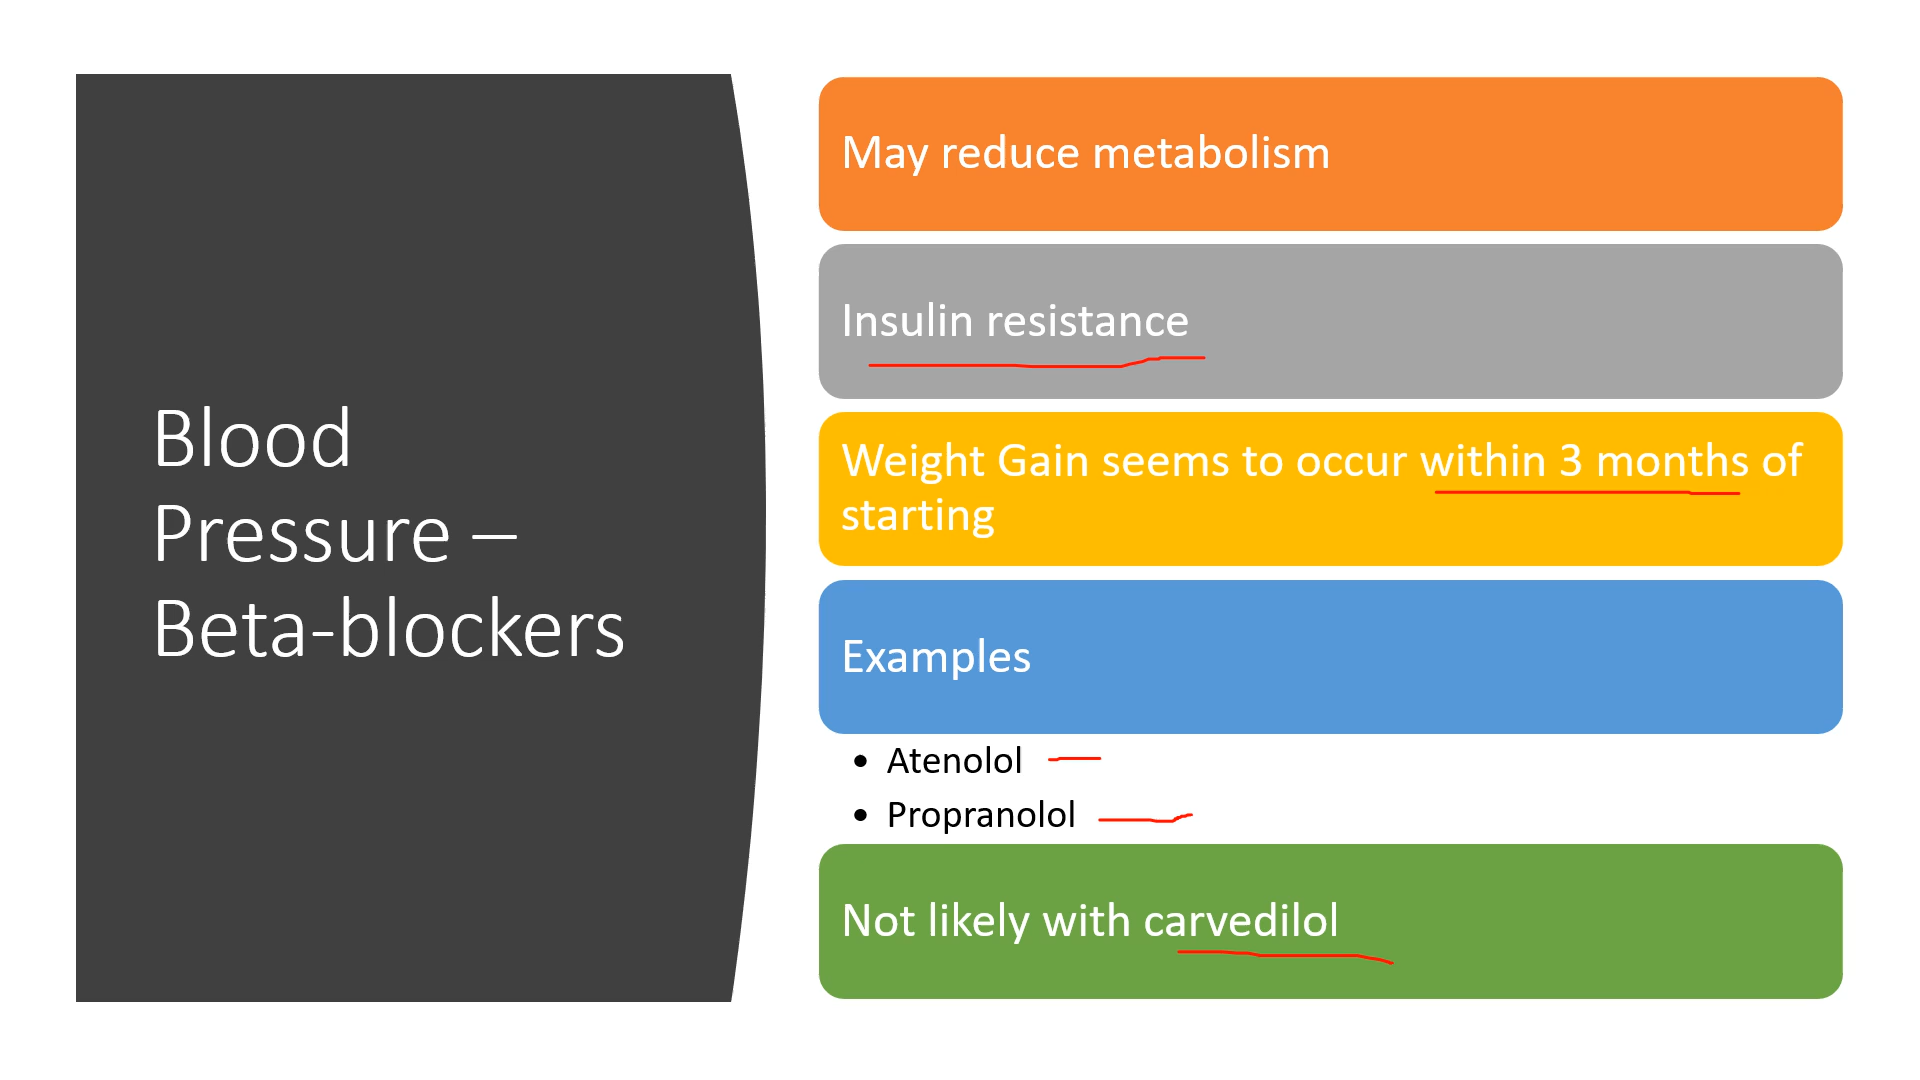 Blood
Pressure –
Beta-blockers
May reduce metabolism
Insulin resistance
Weight Gain seems to occur within 3 months of
starting
Examples
• Atenolol
• Propranolol
Not likely with carvedilol